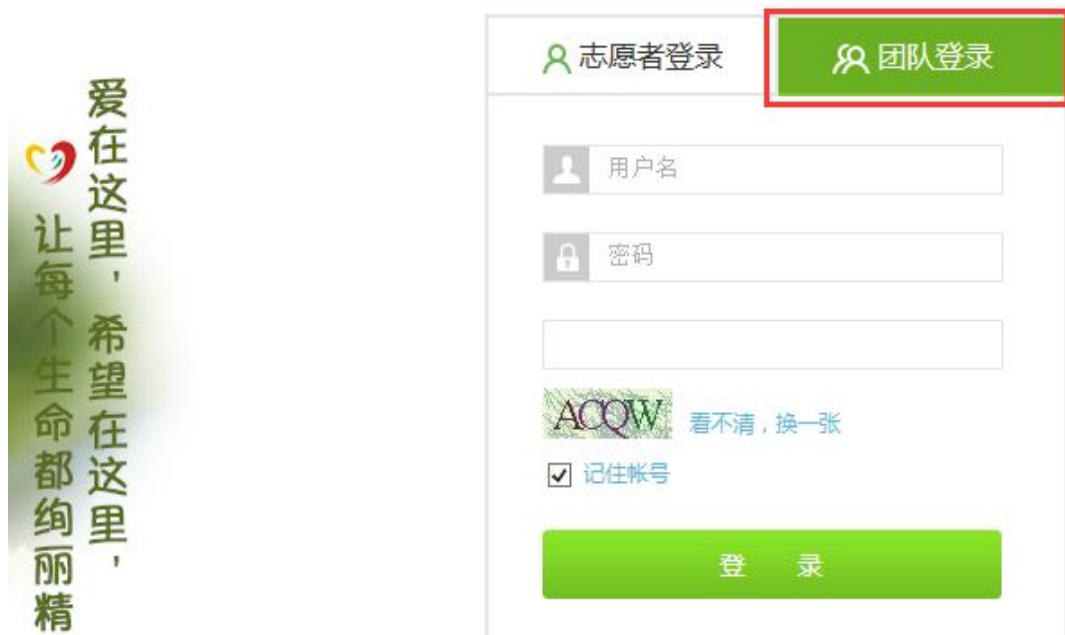 爱在这里，希望在这里，
让每个生命都绚丽精
志愿者登录
团队登录
用户名
密码
ACQW
看不清，换一张
记住帐号
登 录